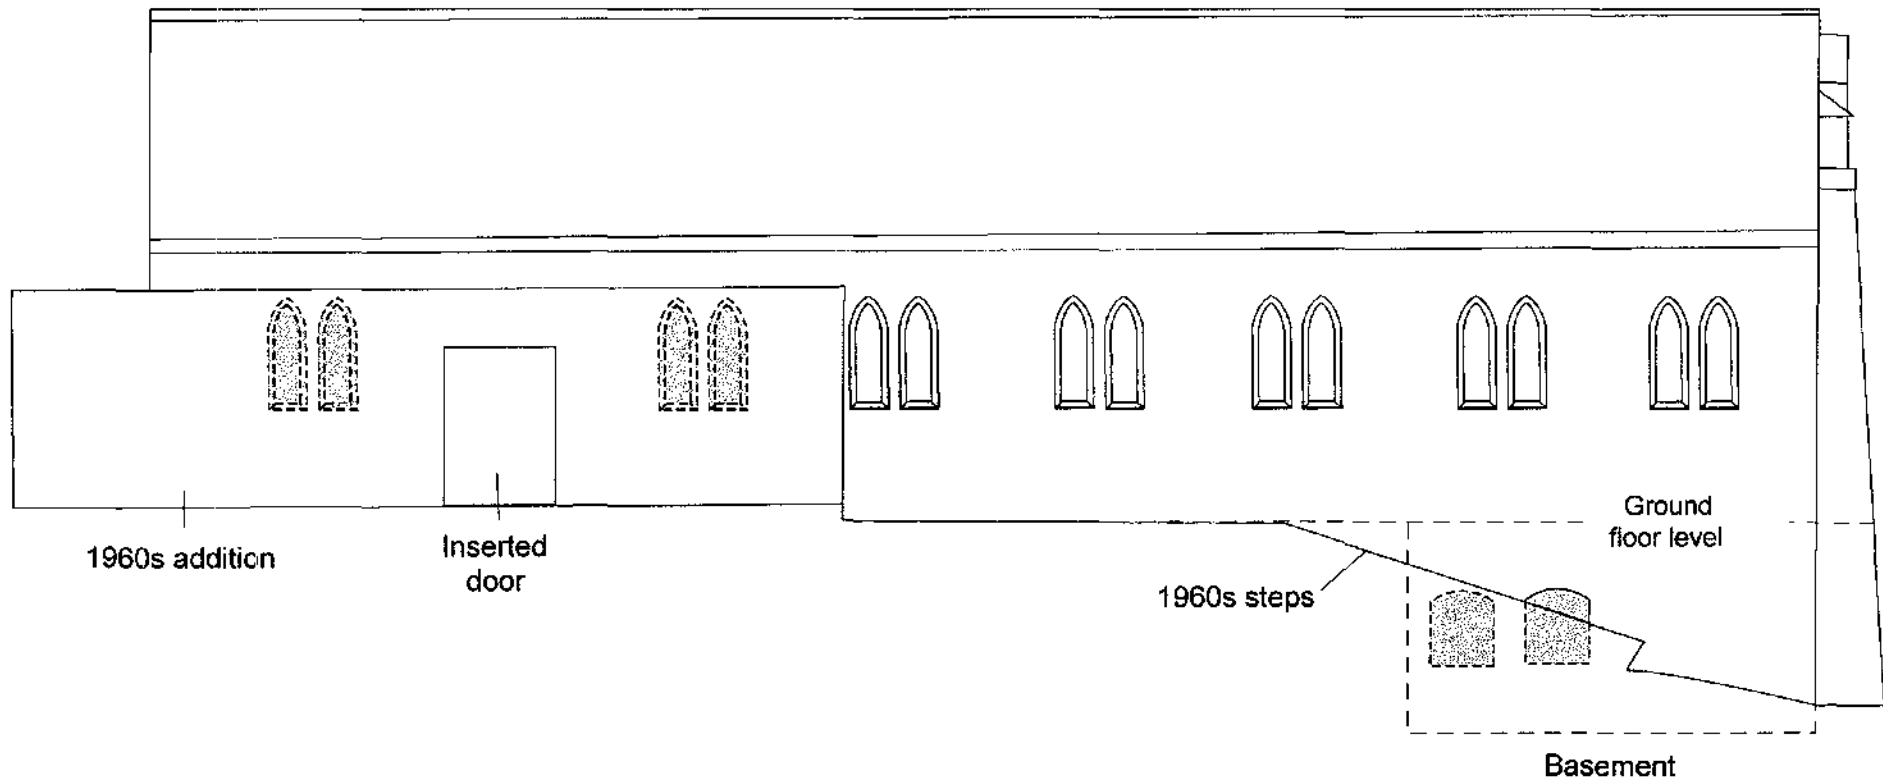 Ground
floor level
1960s addition
Inserted
door
1960s steps
Basement